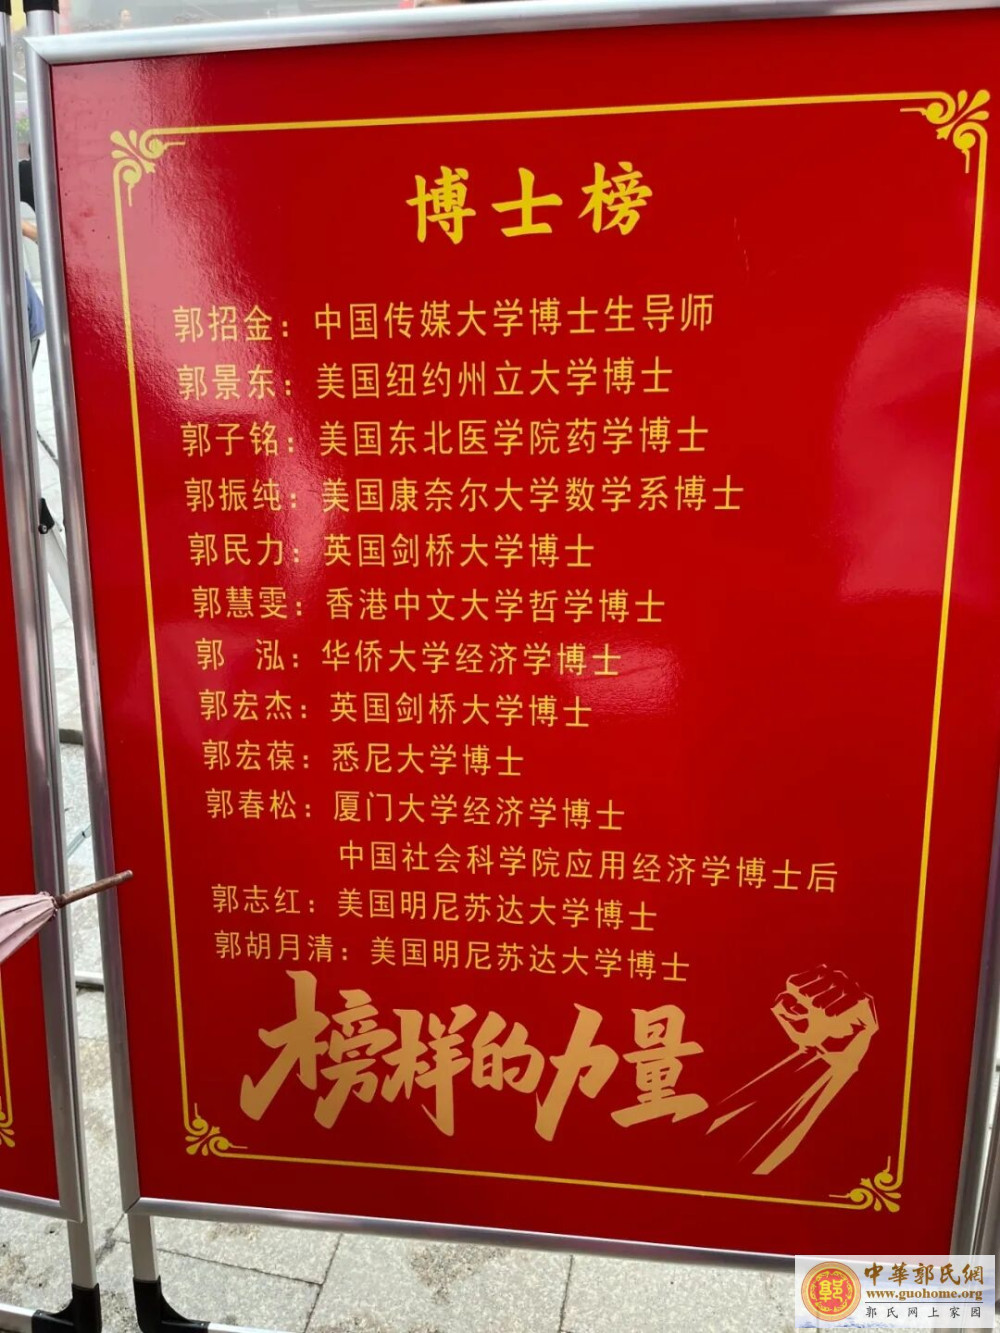 博士榜
郭招金：中国传媒大学博士生导师
郭景东：美国纽约州立大学博士
郭子铭：美国东北医学院药学博士
郭振纯：美国康奈尔大学数学系博士
郭民力：英国剑桥大学博士
郭慧雯：香港中文大学哲学博士
郭　泓：华侨大学经济学博士
郭宏杰：英国剑桥大学博士
郭宏葆：悉尼大学博士
郭春松：厦门大学经济学博士
中国社会科学院应用经济学博士后
郭志红：美国明尼苏达大学博士
郭胡月清：美国明尼苏达大学博士
榜样的力量
郭
中華郭氏網
www.guohome.org
郭氏网上家园